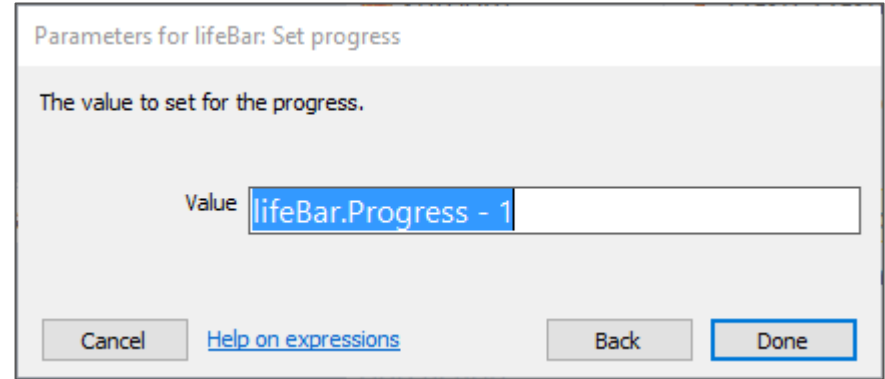 Parameters for lifeBar: Set progress
The value to set for the progress.
Value lifeBar.Progress - 1
Cancel Help on expressions Back Done